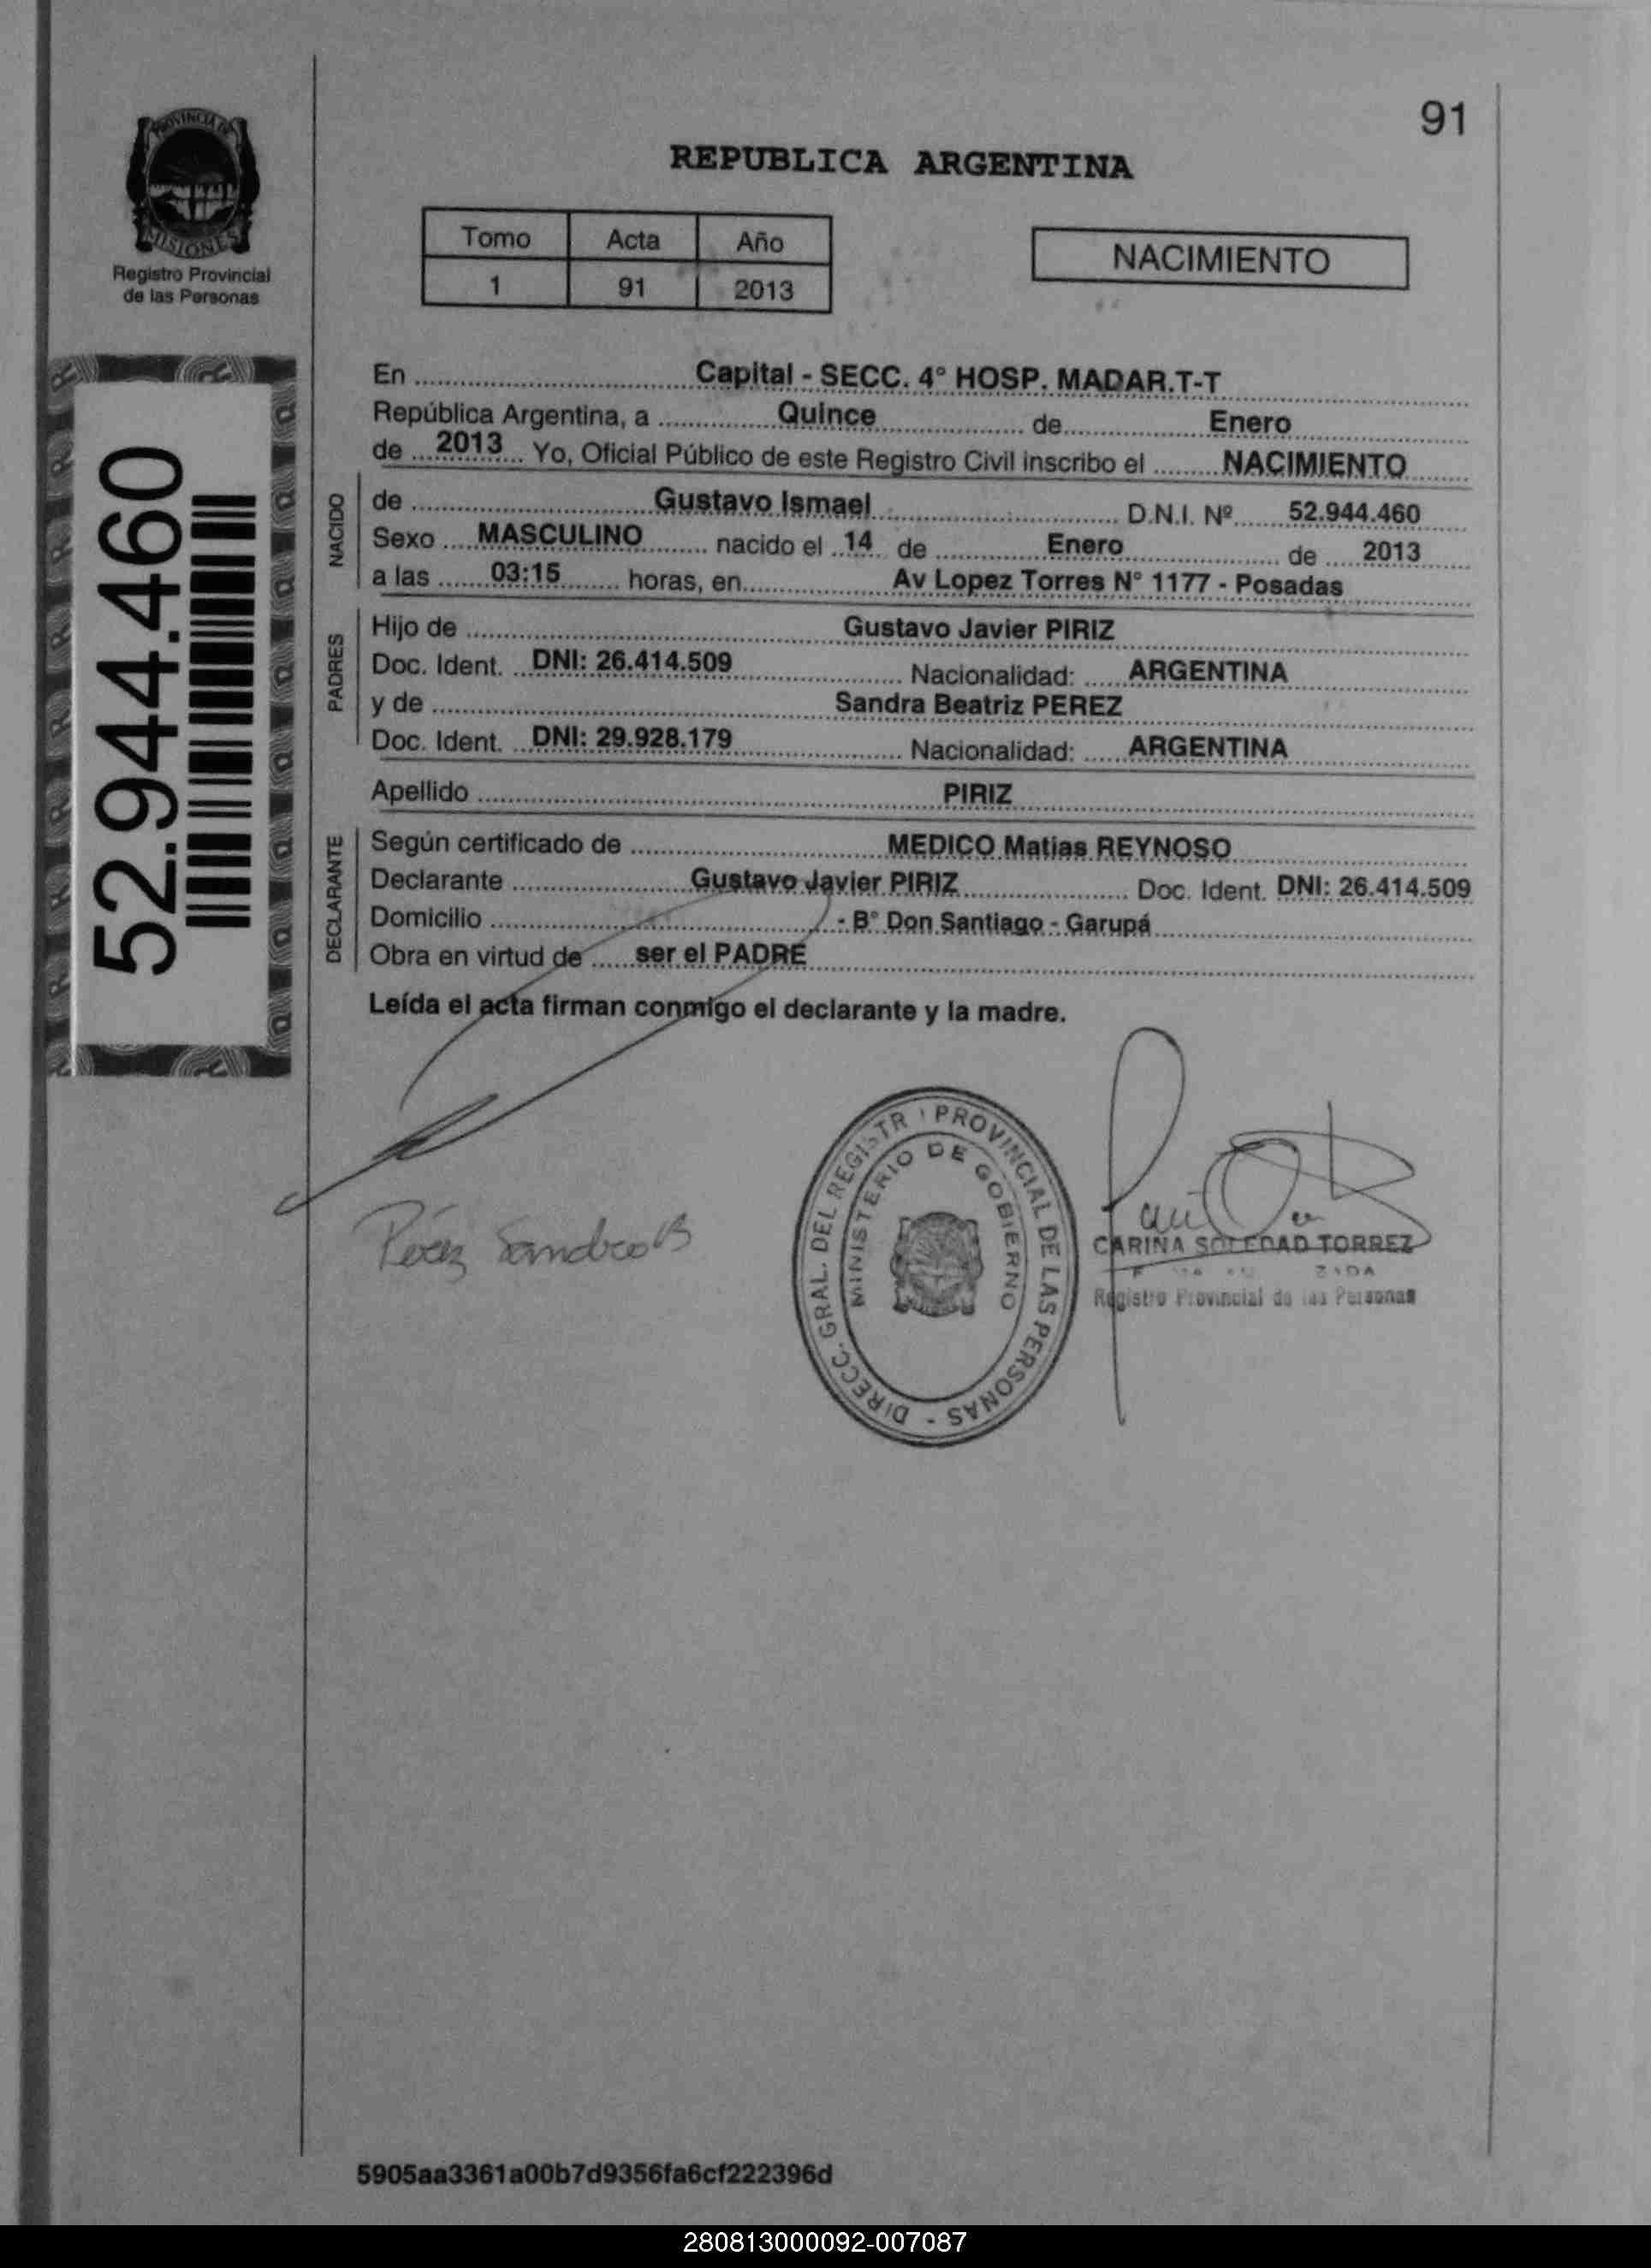 91
PROVINCIA DE
MISIONES
Registro Provincial
de las Personas
REPUBLICA ARGENTINA
Tomo Acta Año
1 91 2013
NACIMIENTO
52.944.460
En Capital - SECC. 4° HOSP. MADAR.T-T
República Argentina, a Quince de Enero
de 2013 Yo, Oficial Público de este Registro Civil inscribo el NACIMIENTO
NACIDO
de Gustavo Ismael D.N.I. Nº 52.944.460
Sexo MASCULINO nacido el 14 de Enero de 2013
a las 03:15 horas, en Av Lopez Torres N° 1177 - Posadas
PADRES
Hijo de Gustavo Javier PIRIZ
Doc. Ident. DNI: 26.414.509 Nacionalidad: ARGENTINA
y de Sandra Beatriz PEREZ
Doc. Ident. DNI: 29.928.179 Nacionalidad: ARGENTINA
Apellido PIRIZ
DECLARANTE
Según certificado de MEDICO Matias REYNOSO
Declarante Gustavo Javier PIRIZ Doc. Ident. DNI: 26.414.509
Domicilio - B° Don Santiago - Garupá
Obra en virtud de ser el PADRE
Leída el acta firman conmigo el declarante y la madre.
Pérez Sandra B
DIRECC. GRAL. DEL REGISTR PROVINCIAL DE LAS PERSONAS -
MINISTERIO DE GOBIERNO
CARINA SOLEDAD TORREZ
Registro Provincial de las Personas
5905aa3361a00b7d9356fa6cf222396d
280813000092-007087